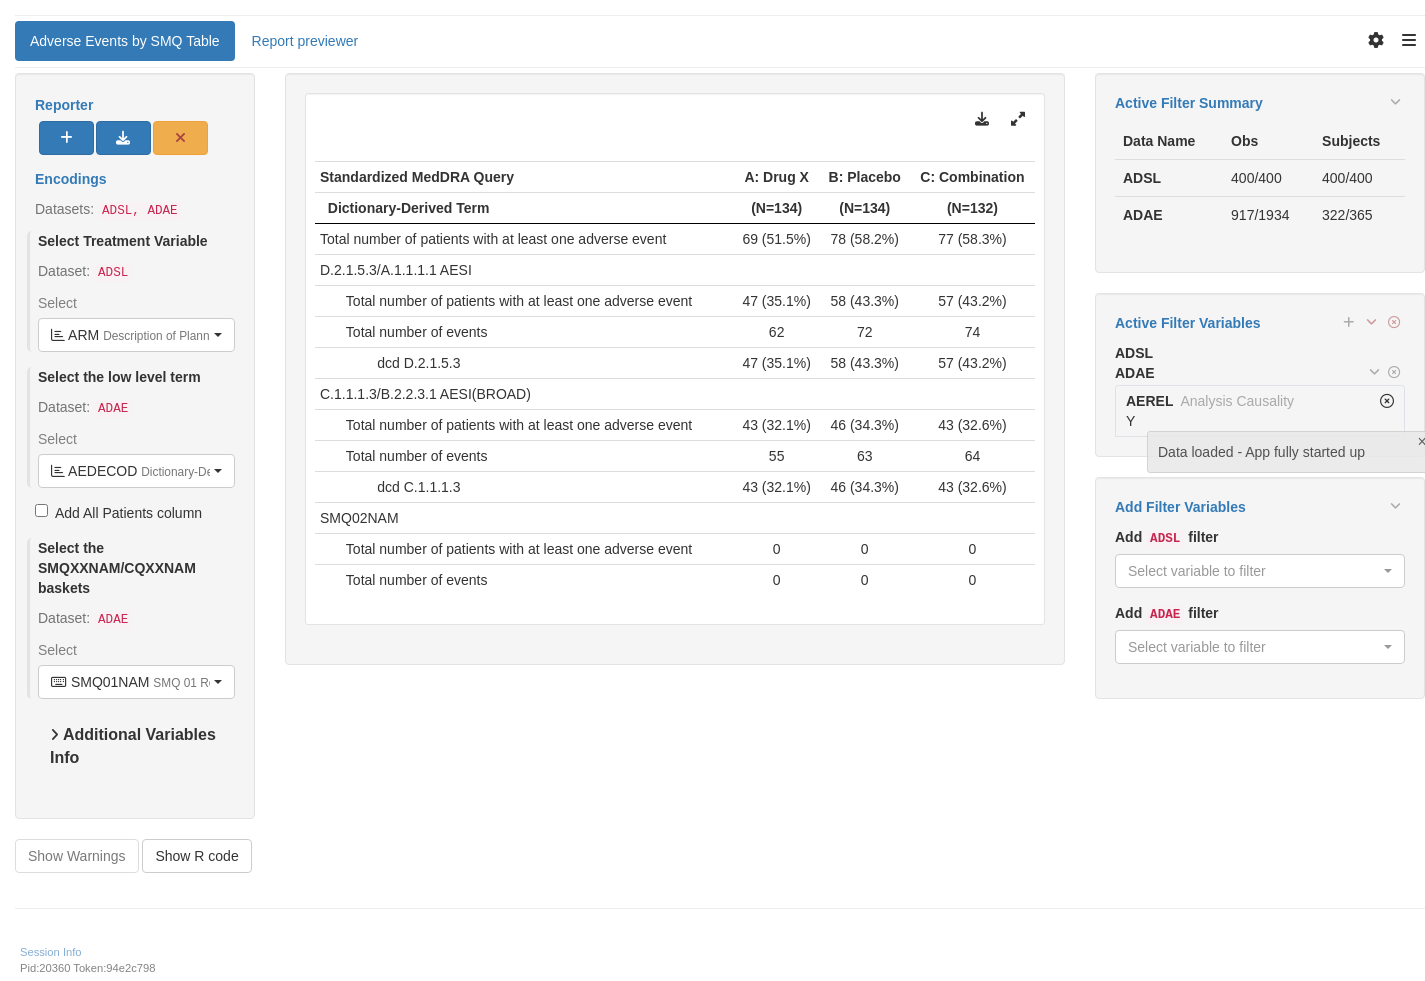 Adverse Events by SMQ Table Report previewer
Reporter
Encodings
Datasets: ADSL, ADAE
Select Treatment Variable
Dataset: ADSL
Select
ARM Description of Plann
Select the low level term
Dataset: ADAE
Select
AEDECOD Dictionary-De
Add All Patients column
Select the
SMQXXNAM/CQXXNAM
baskets
Dataset: ADAE
Select
SMQ01NAM SMQ 01 R
Additional Variables
Info
Show Warnings Show R code
Standardized MedDRA Query A: Drug X B: Placebo C: Combination
Dictionary-Derived Term (N=134) (N=134) (N=132)
Total number of patients with at least one adverse event 69 (51.5%) 78 (58.2%) 77 (58.3%)
D.2.1.5.3/A.1.1.1.1 AESI
Total number of patients with at least one adverse event 47 (35.1%) 58 (43.3%) 57 (43.2%)
Total number of events 62 72 74
dcd D.2.1.5.3 47 (35.1%) 58 (43.3%) 57 (43.2%)
C.1.1.1.3/B.2.2.3.1 AESI(BROAD)
Total number of patients with at least one adverse event 43 (32.1%) 46 (34.3%) 43 (32.6%)
Total number of events 55 63 64
dcd C.1.1.1.3 43 (32.1%) 46 (34.3%) 43 (32.6%)
SMQ02NAM
Total number of patients with at least one adverse event 0 0 0
Total number of events 0 0 0
Active Filter Summary
Data Name Obs Subjects
ADSL 400/400 400/400
ADAE 917/1934 322/365
Active Filter Variables
ADSL
ADAE
AEREL Analysis Causality
Y
Data loaded - App fully started up
Add Filter Variables
Add ADSL filter
Select variable to filter
Add ADAE filter
Select variable to filter
Session Info
Pid:20360 Token:94e2c798